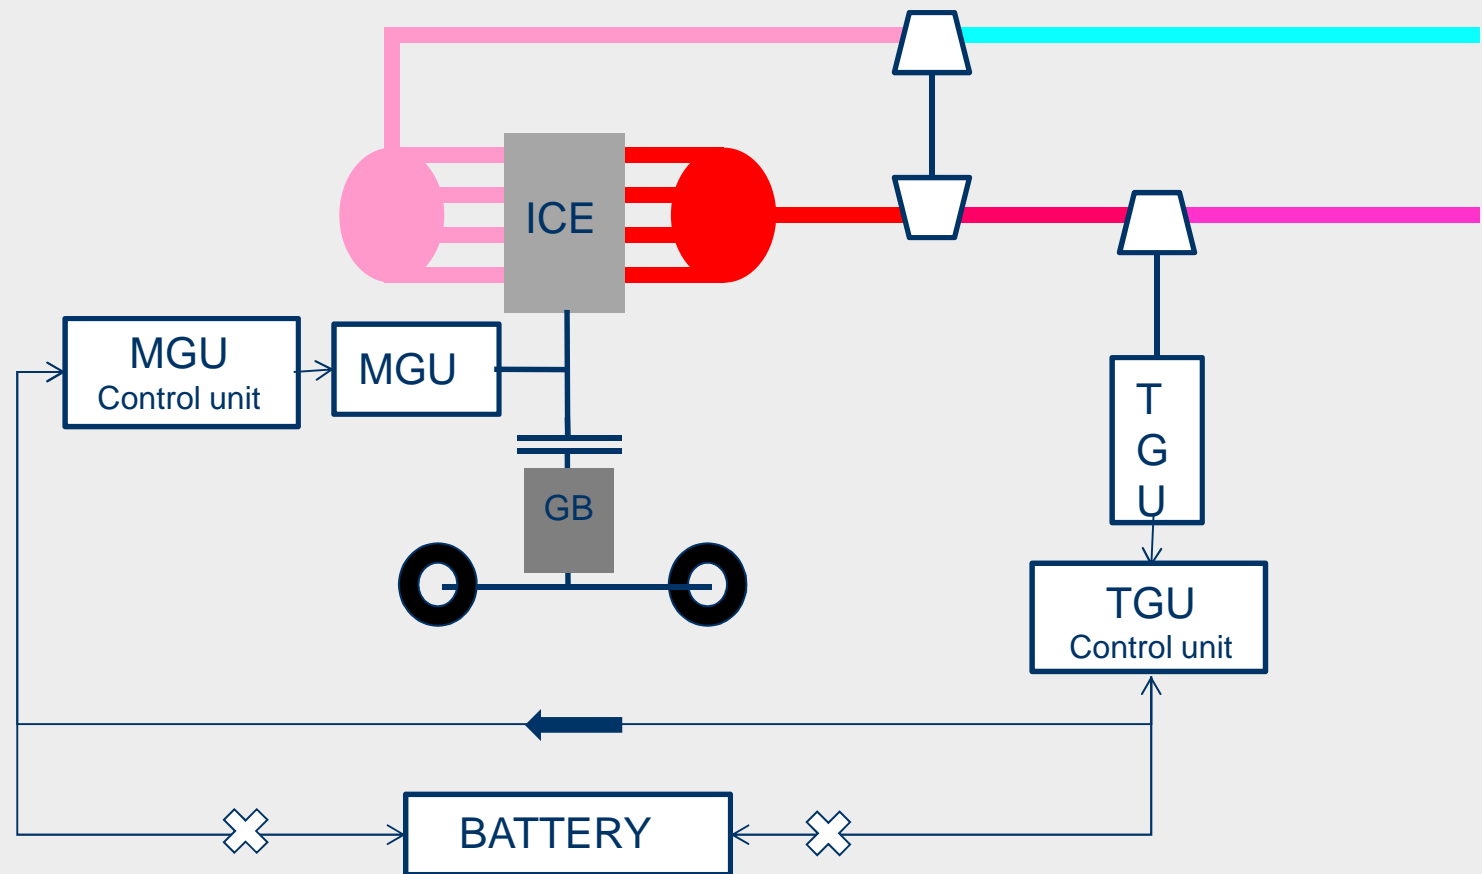 ICE
MGU
Control unit
MGU
T
G
U
GB
TGU
Control unit
BATTERY